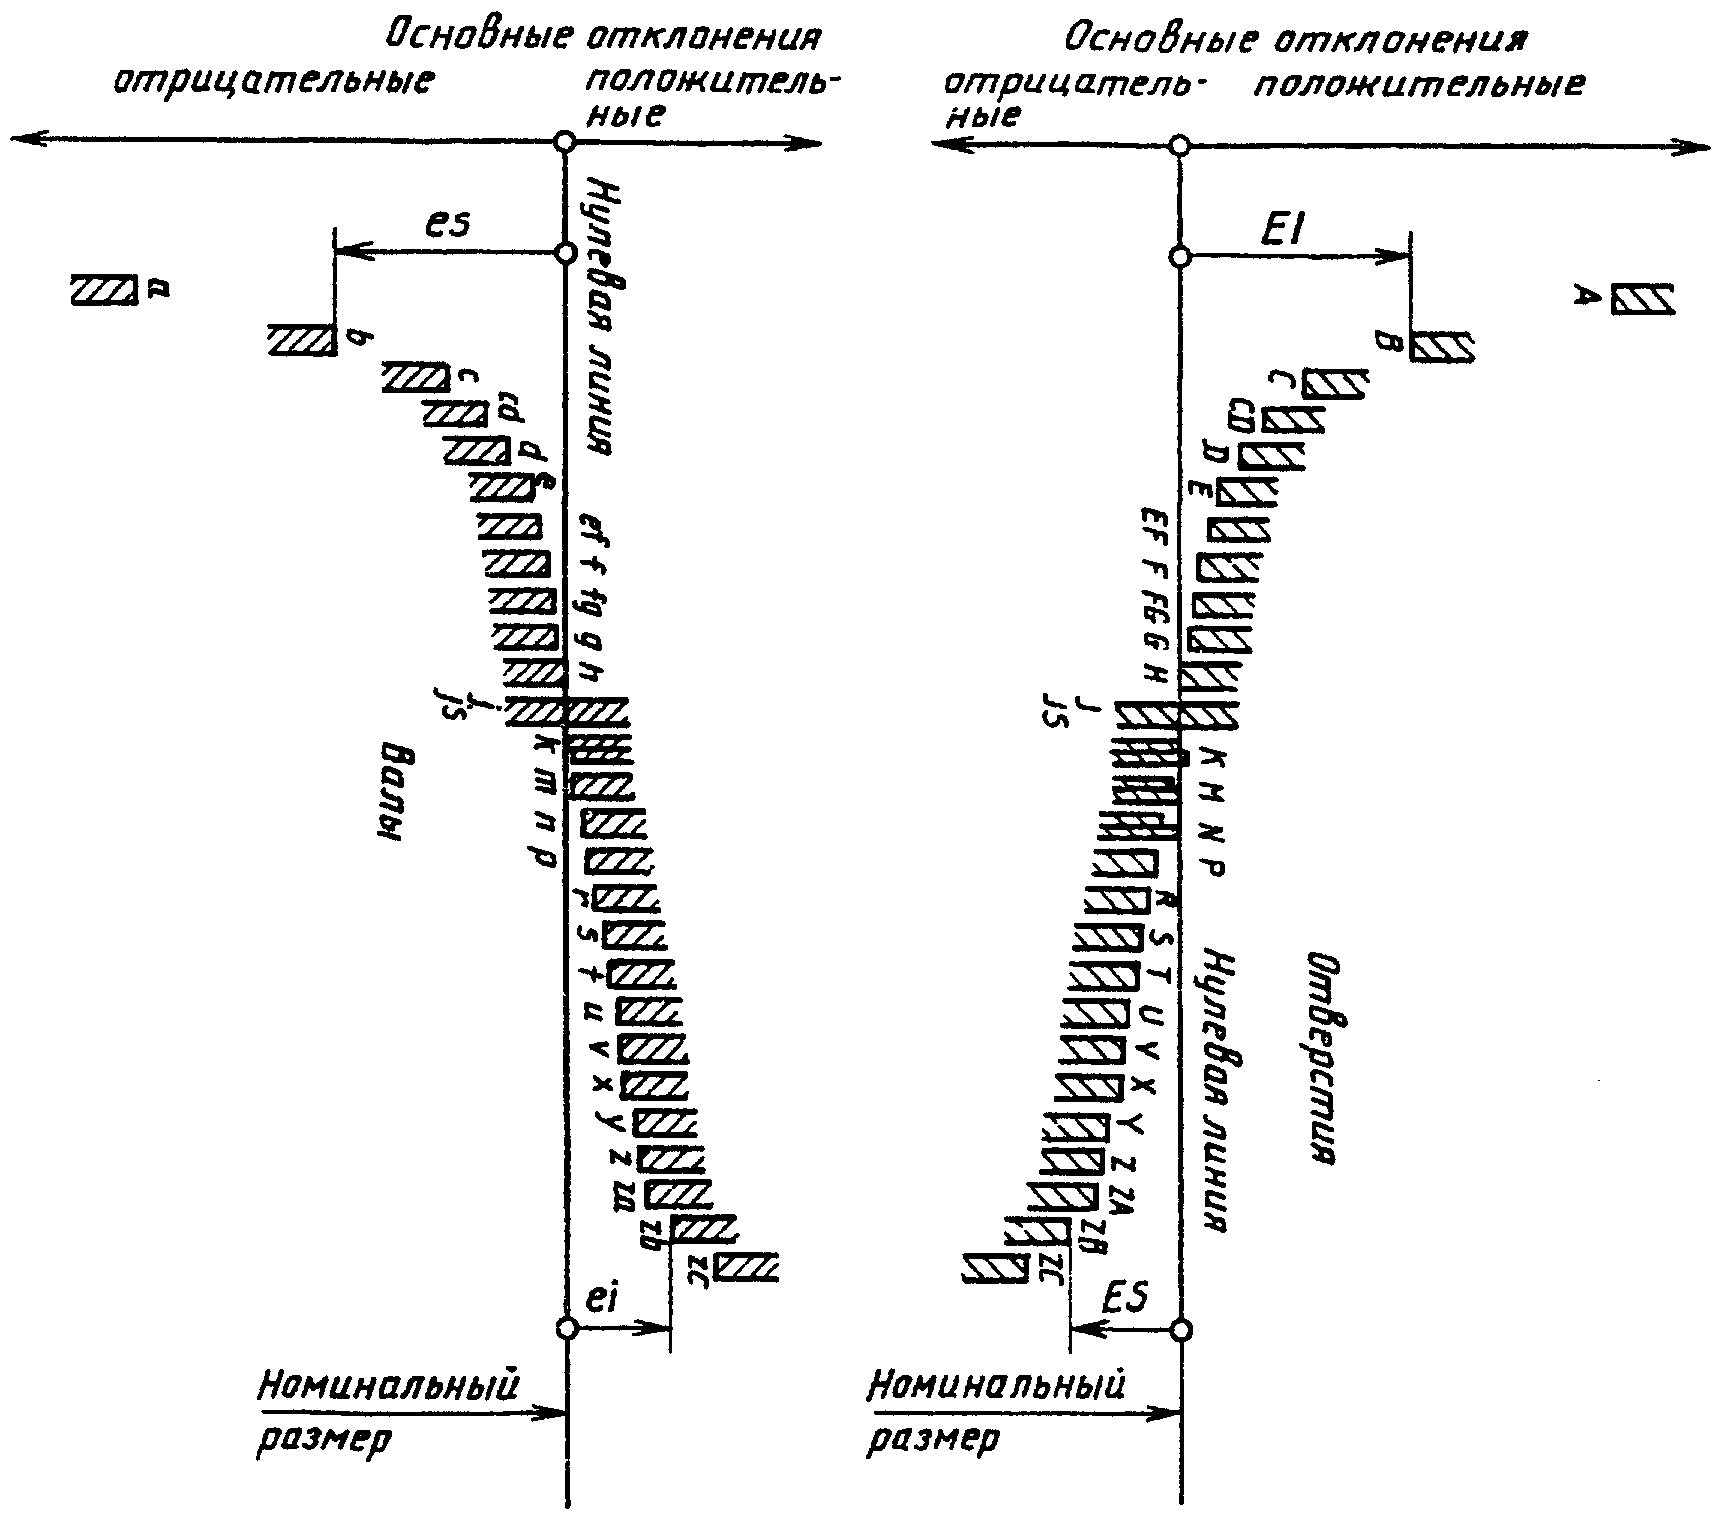 Основные отклонения
отрицательные
положитель-
ные
es
Нулевая линия
a
b
c
cd
d
e
ef
f
fg
g
h
j
js
k
m
n
p
r
s
t
u
v
x
y
z
za
zb
zc
Валы
ei
Номинальный
размер
Основные отклонения
отрицатель-
ные
положительные
EI
A
B
C
CD
D
E
EF
F
FG
G
H
J
JS
K
M
N
P
R
S
T
U
V
X
Y
Z
ZA
ZB
ZC
Нулевая линия
Отверстия
ES
Номинальный
размер